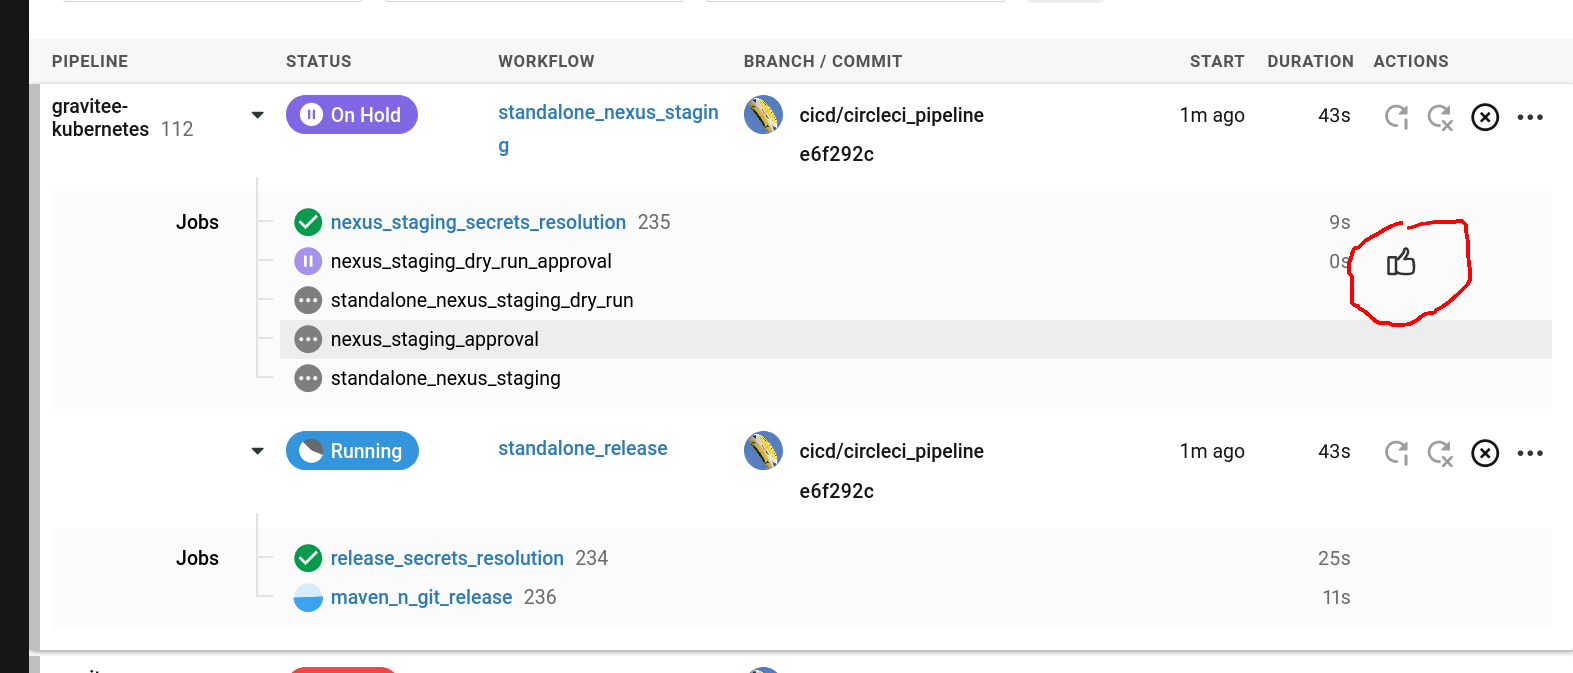 PIPELINE STATUS WORKFLOW BRANCH / COMMIT START DURATION ACTIONS
gravitee-
kubernetes 112 On Hold standalone_nexus_stagin cicd/circleci_pipeline 1m ago 43s
g e6f292c
Jobs nexus_staging_secrets_resolution 235 9s
nexus_staging_dry_run_approval 0s
standalone_nexus_staging_dry_run
nexus_staging_approval
standalone_nexus_staging
Running standalone_release cicd/circleci_pipeline 1m ago 43s
e6f292c
Jobs release_secrets_resolution 234 25s
maven_n_git_release 236 11s